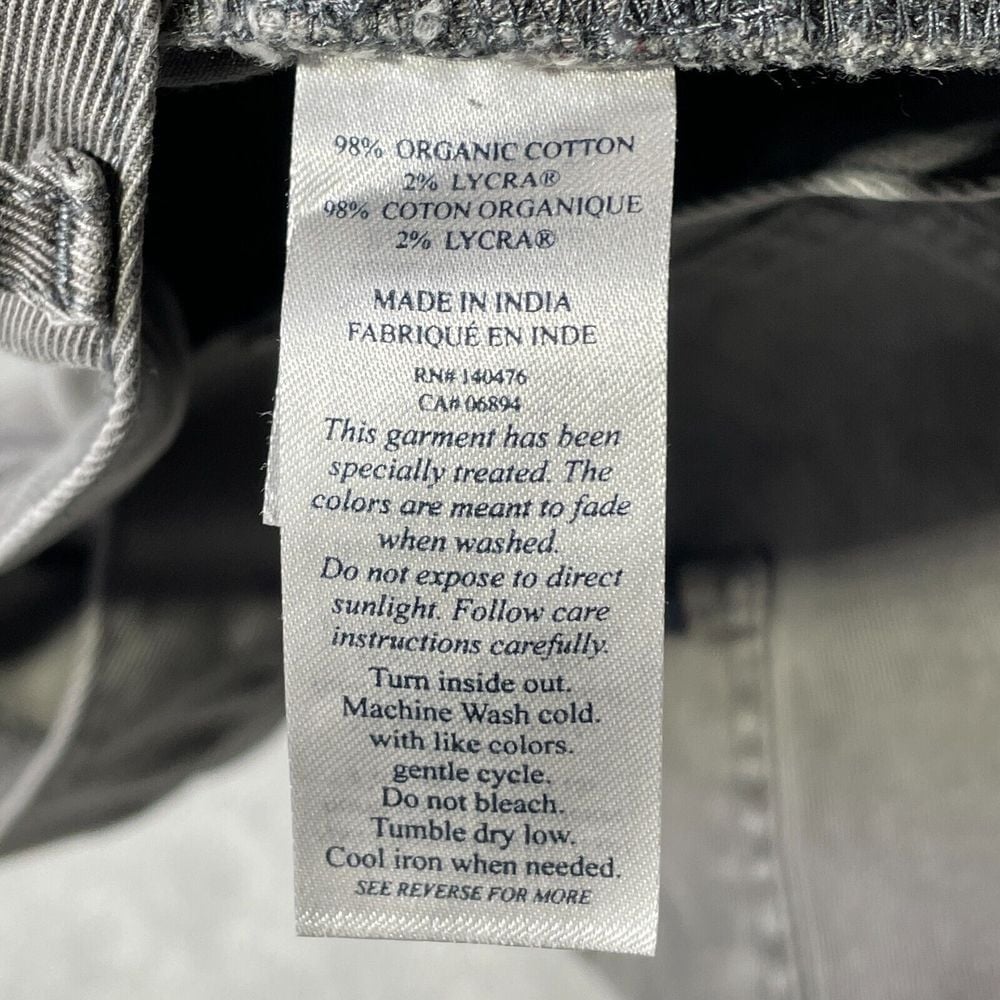 98% ORGANIC COTTON
2% LYCRA®
98% COTON ORGANIQUE
2% LYCRA®
MADE IN INDIA
FABRIQUÉ EN INDE
RN# 140476
CA# 06894
This garment has been
specially treated. The
colors are meant to fade
when washed.
Do not expose to direct
sunlight. Follow care
instructions carefully.
Turn inside out.
Machine Wash cold.
with like colors.
gentle cycle.
Do not bleach.
Tumble dry low.
Cool iron when needed.
SEE REVERSE FOR MORE